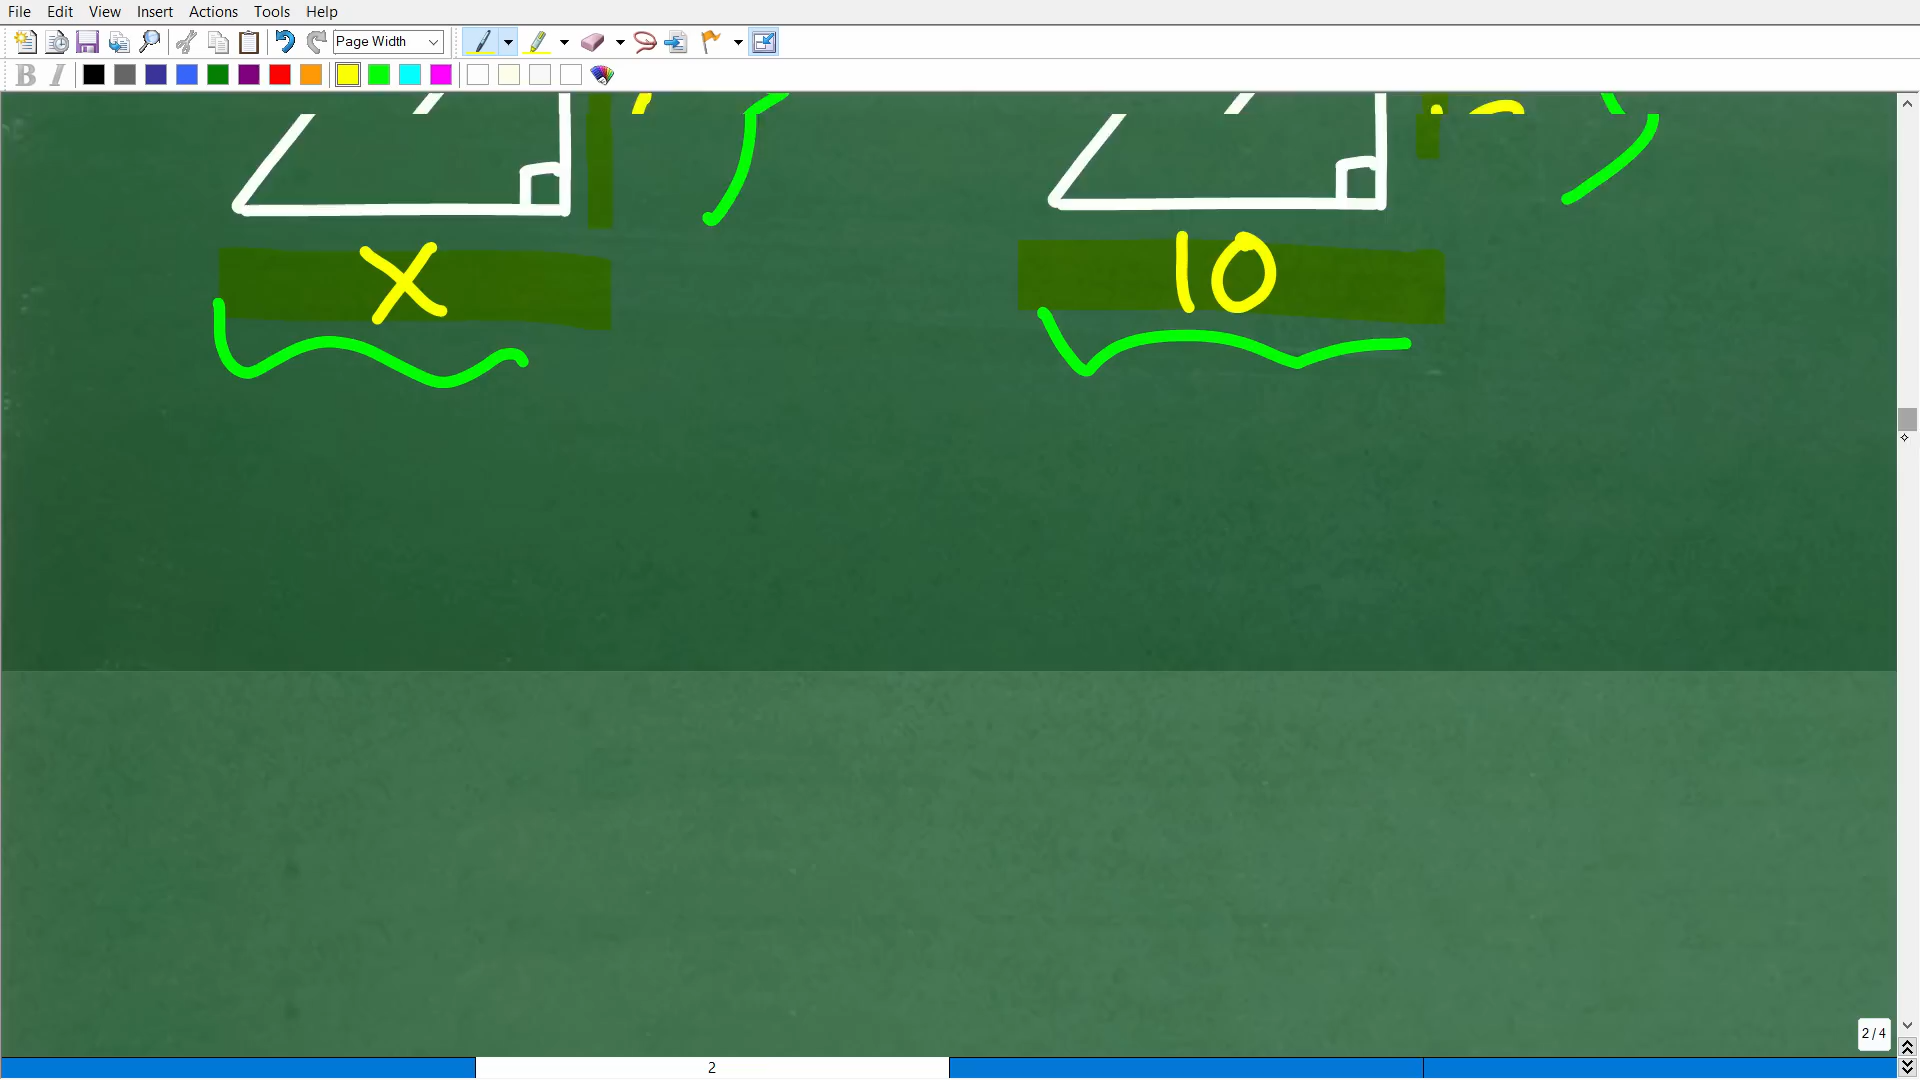 File Edit View Insert Actions Tools Help
Page Width
B I
X 10
2 / 4
2